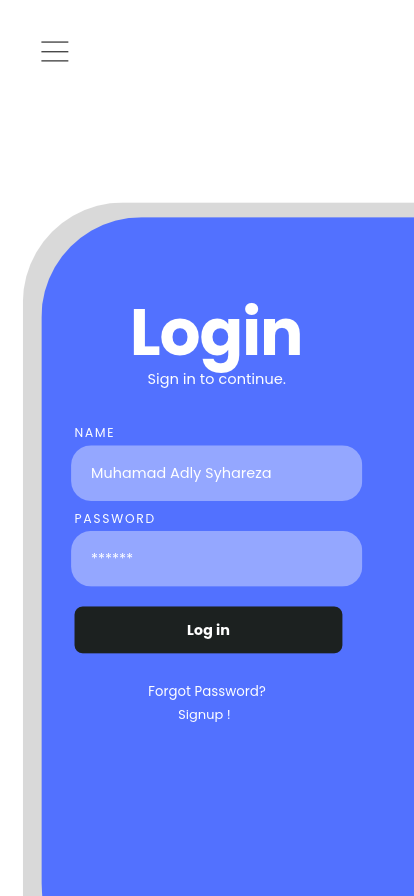 Login
Sign in to continue.
NAME
Muhamad Adly Syhareza
PASSWORD
******
Log in
Forgot Password?
Signup !